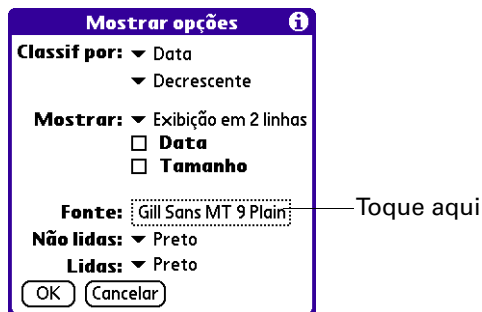 Mostrar opções
Classif por: Data
Decrescente
Mostrar: Exibição em 2 linhas
Data
Tamanho
Fonte: Gill Sans MT 9 Plain Toque aqui
Não lidas: Preto
Lidas: Preto
OK Cancelar